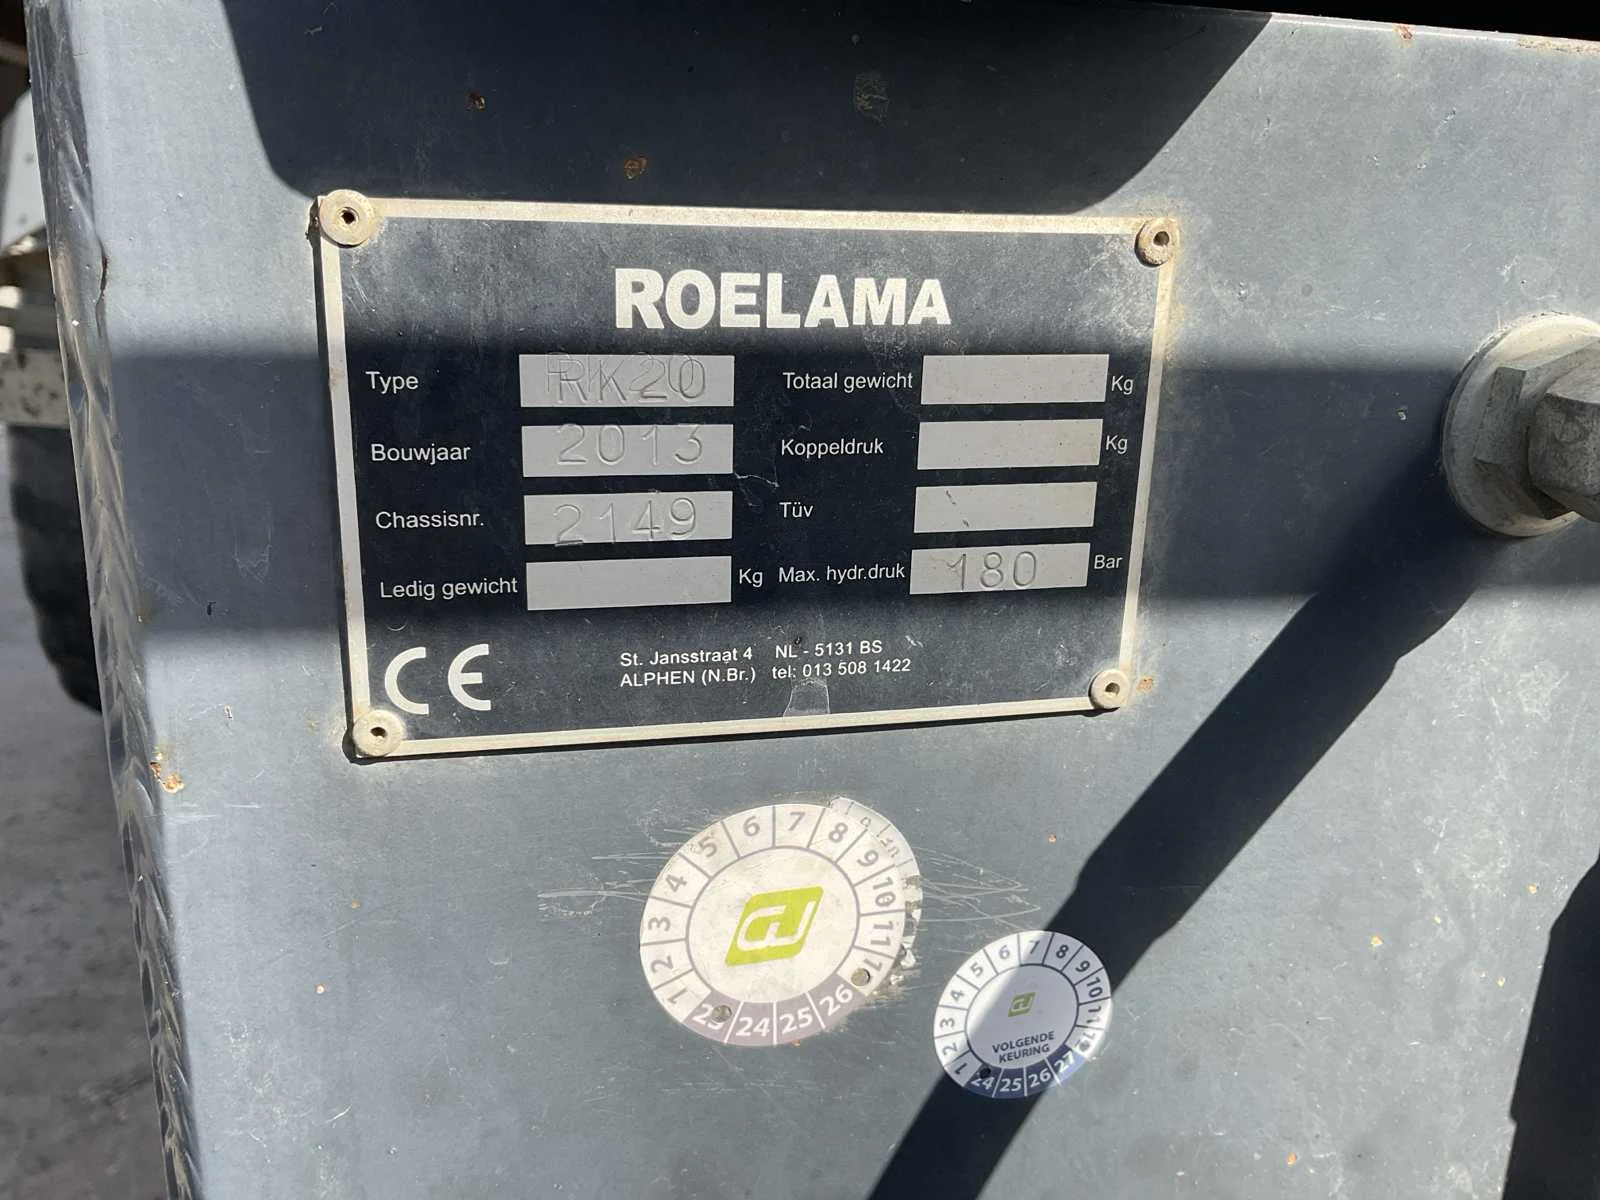 ROELAMA
Type RK20 Totaal gewicht Kg
Bouwjaar 2013 Koppeldruk Kg
Chassisnr. 2149 Tüv
Ledig gewicht Kg Max. hydr.druk 180 Bar
CE
St. Jansstraat 4 NL - 5131 BS
ALPHEN (N.Br.) tel: 013 508 1422
1 2 3 4 5 6 7 8 9 10 11
23 24 25 26
1 2 3 4 5 6 7 8 9 10 11
VOLGENDE
KEURING
24 25 26 27